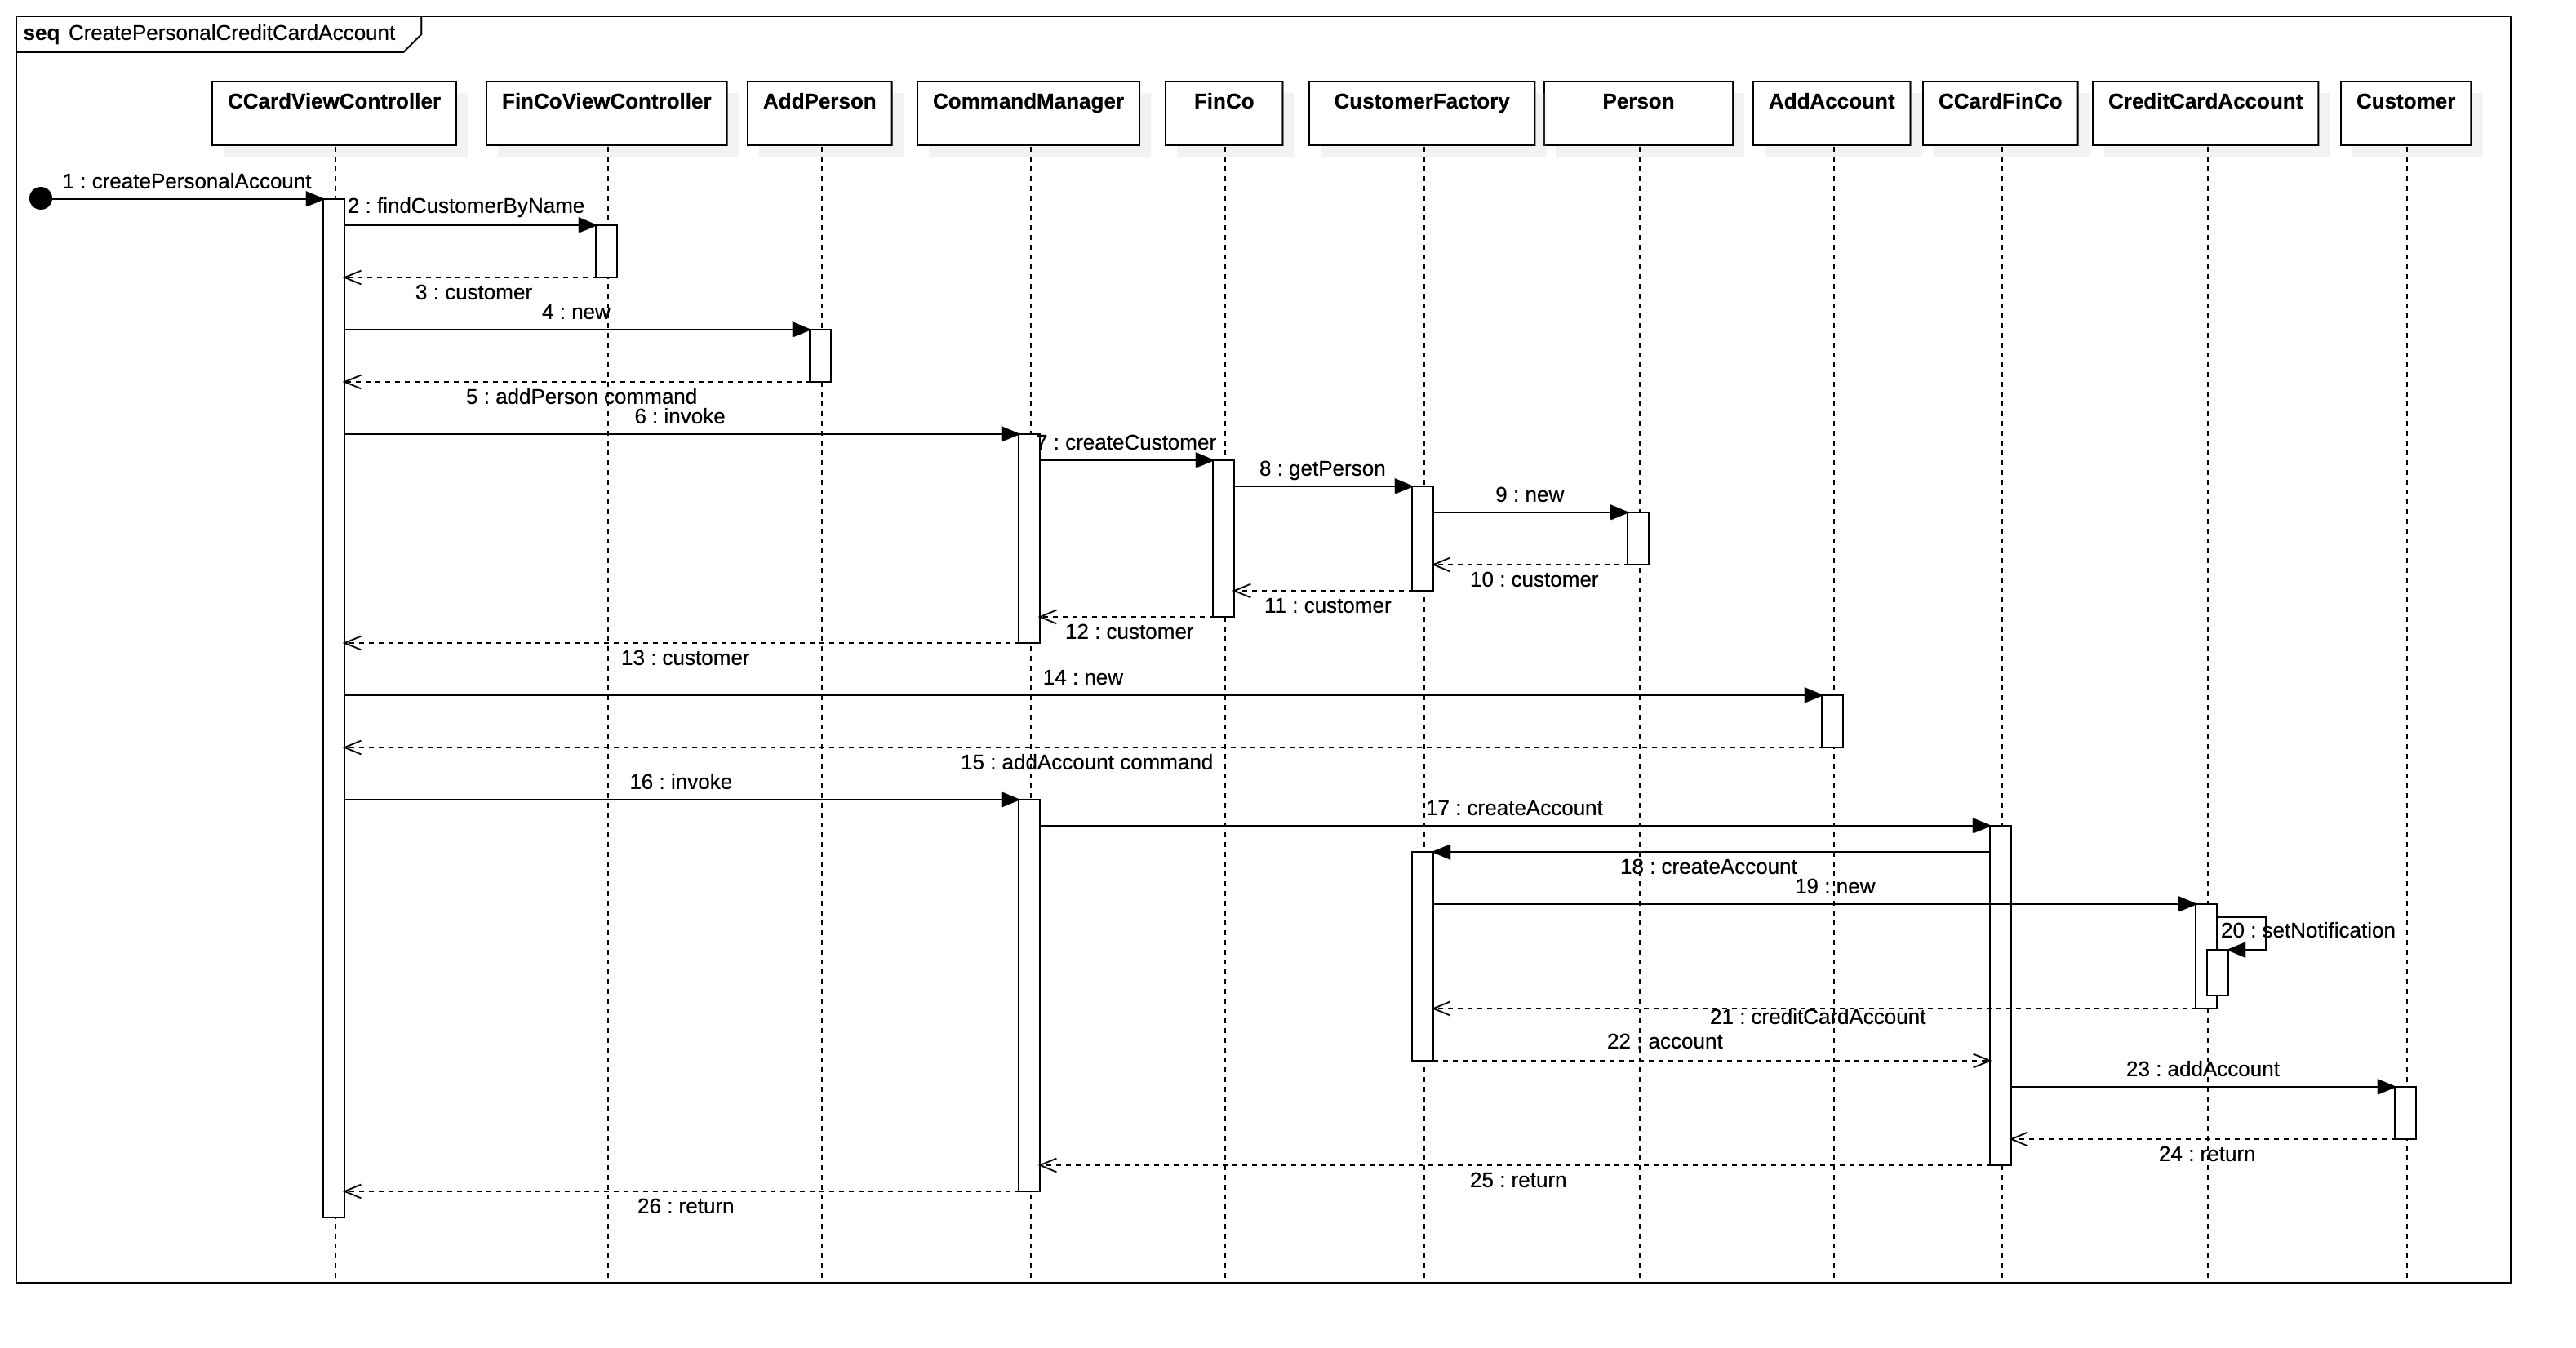 seq CreatePersonalCreditCardAccount
CCardViewController
FinCoViewController
AddPerson
CommandManager
FinCo
CustomerFactory
Person
AddAccount
CCardFinCo
CreditCardAccount
Customer
1 : createPersonalAccount
2 : findCustomerByName
3 : customer
4 : new
5 : addPerson command
6 : invoke
7 : createCustomer
8 : getPerson
9 : new
10 : customer
11 : customer
12 : customer
13 : customer
14 : new
15 : addAccount command
16 : invoke
17 : createAccount
18 : createAccount
19 : new
20 : setNotification
21 : creditCardAccount
22 : account
23 : addAccount
24 : return
25 : return
26 : return